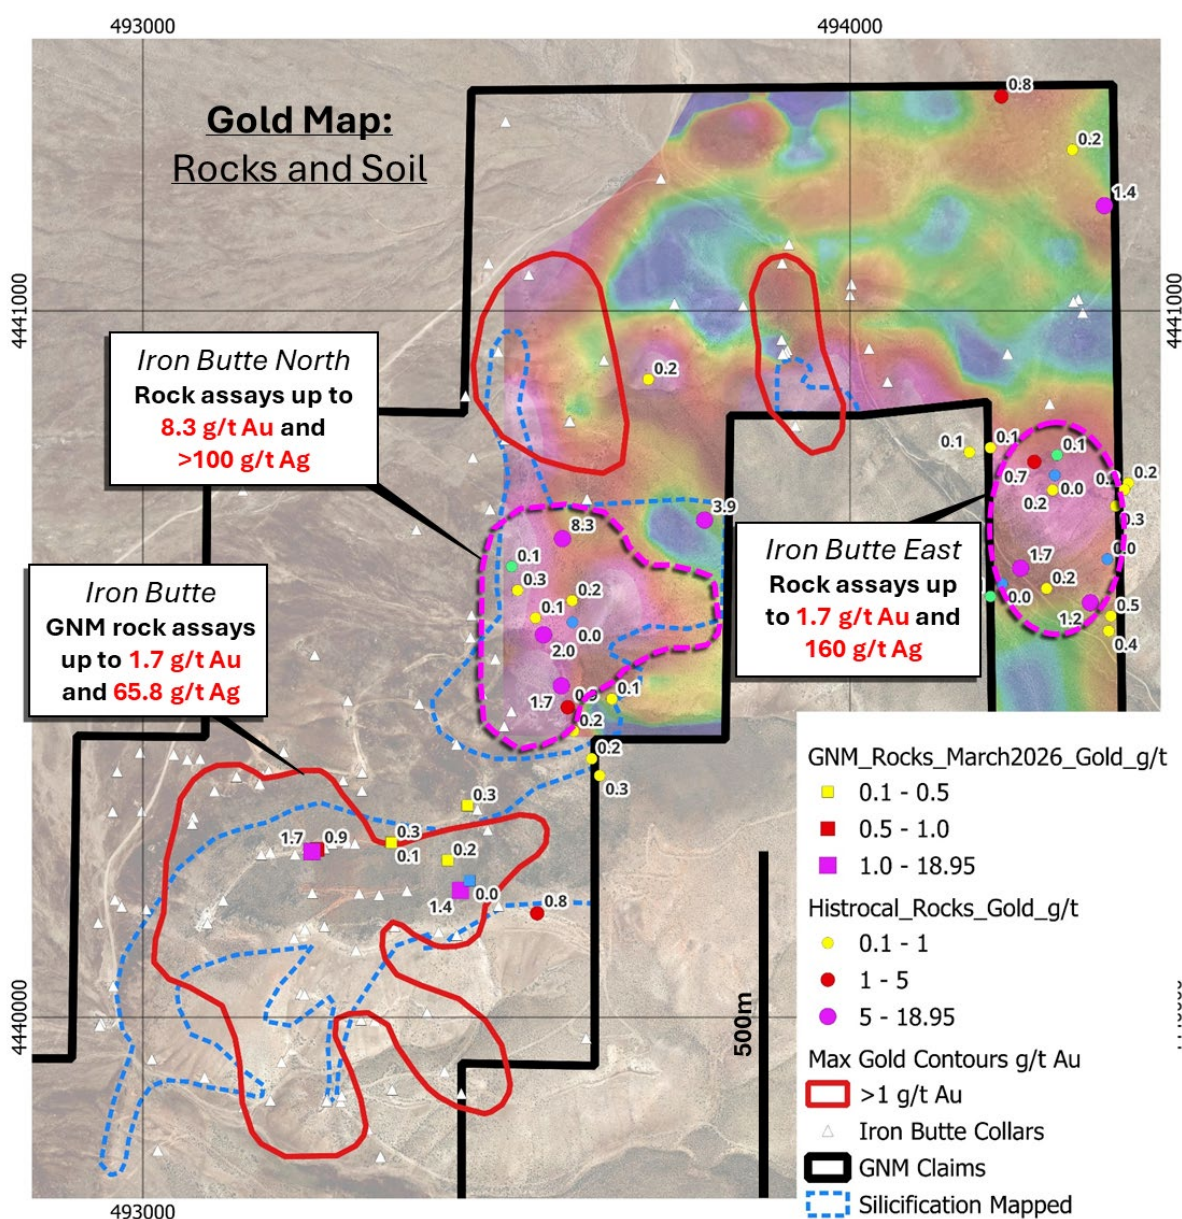 493000
494000
Gold Map:
Rocks and Soil
0.8
0.2
1.4
4441000
4441000
Iron Butte North
Rock assays up to
8.3 g/t Au and
>100 g/t Ag
0.2
0.1
0.1
0.1
0.7
0.0
0.2
0.2
0.3
3.9
8.3
Iron Butte East
Rock assays up
to 1.7 g/t Au and
160 g/t Ag
0.0
1.7
0.2
0.0
1.2
0.5
0.4
0.1
0.3
0.2
0.1
0.0
2.0
1.7
0.1
0.2
0.2
0.3
Iron Butte
GNM rock assays
up to 1.7 g/t Au
and 65.8 g/t Ag
0.3
1.7
0.9
0.3
0.1
0.2
0.0
1.4
0.8
4440000
500m
GNM_Rocks_March2026_Gold_g/t
0.1 - 0.5
0.5 - 1.0
1.0 - 18.95
Histrocal_Rocks_Gold_g/t
0.1 - 1
1 - 5
5 - 18.95
Max Gold Contours g/t Au
>1 g/t Au
Iron Butte Collars
GNM Claims
Silicification Mapped
493000